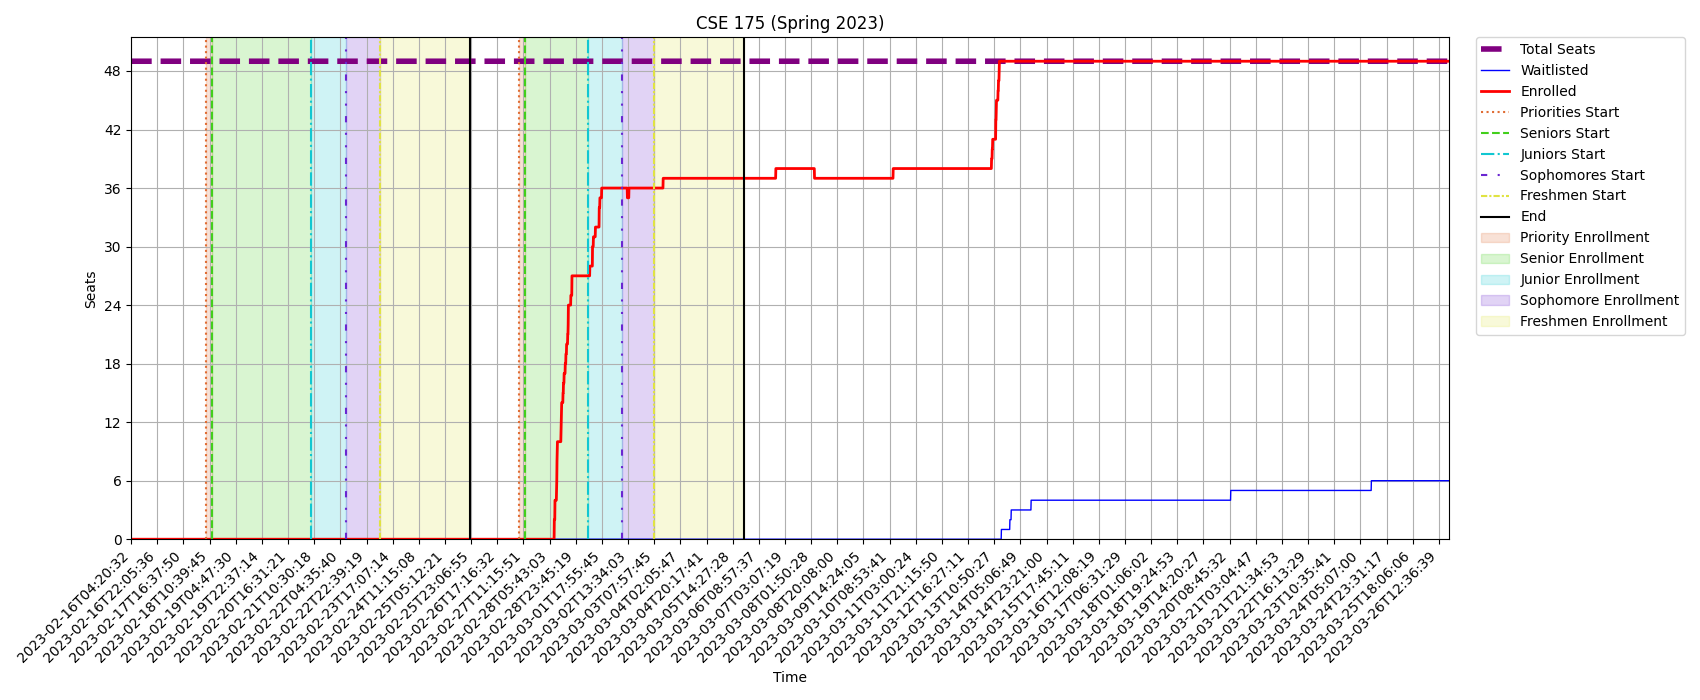 CSE 175 (Spring 2023)
Seats
48
42
36
30
24
18
12
6
0
2023-02-16T04:20:32
2023-02-16T22:05:36
2023-02-17T16:37:50
2023-02-18T10:39:45
2023-02-19T04:47:30
2023-02-19T22:37:14
2023-02-20T16:31:21
2023-02-21T10:30:18
2023-02-22T04:35:40
2023-02-22T22:39:19
2023-02-23T17:07:14
2023-02-24T11:15:08
2023-02-25T05:12:21
2023-02-25T23:06:55
2023-02-26T17:16:32
2023-02-27T11:15:51
2023-02-28T05:43:03
2023-02-28T23:45:19
2023-03-01T17:55:45
2023-03-02T13:34:03
2023-03-03T07:57:45
2023-03-04T02:05:47
2023-03-04T20:17:41
2023-03-05T14:27:28
2023-03-06T08:57:37
2023-03-07T03:07:19
2023-03-08T01:50:28
2023-03-08T20:08:00
2023-03-09T14:24:05
2023-03-10T08:53:41
2023-03-11T03:00:24
2023-03-11T21:15:50
2023-03-12T16:27:11
2023-03-13T10:50:27
2023-03-14T05:06:49
2023-03-14T23:21:00
2023-03-15T17:45:11
2023-03-16T12:08:19
2023-03-17T06:31:29
2023-03-18T01:06:02
2023-03-18T19:24:53
2023-03-19T14:20:27
2023-03-20T08:45:32
2023-03-21T03:04:47
2023-03-21T21:34:53
2023-03-22T16:13:29
2023-03-23T10:35:41
2023-03-24T05:07:00
2023-03-24T23:31:17
2023-03-25T18:06:06
2023-03-26T12:36:39
Time
Total Seats
Waitlisted
Enrolled
Priorities Start
Seniors Start
Juniors Start
Sophomores Start
Freshmen Start
End
Priority Enrollment
Senior Enrollment
Junior Enrollment
Sophomore Enrollment
Freshmen Enrollment